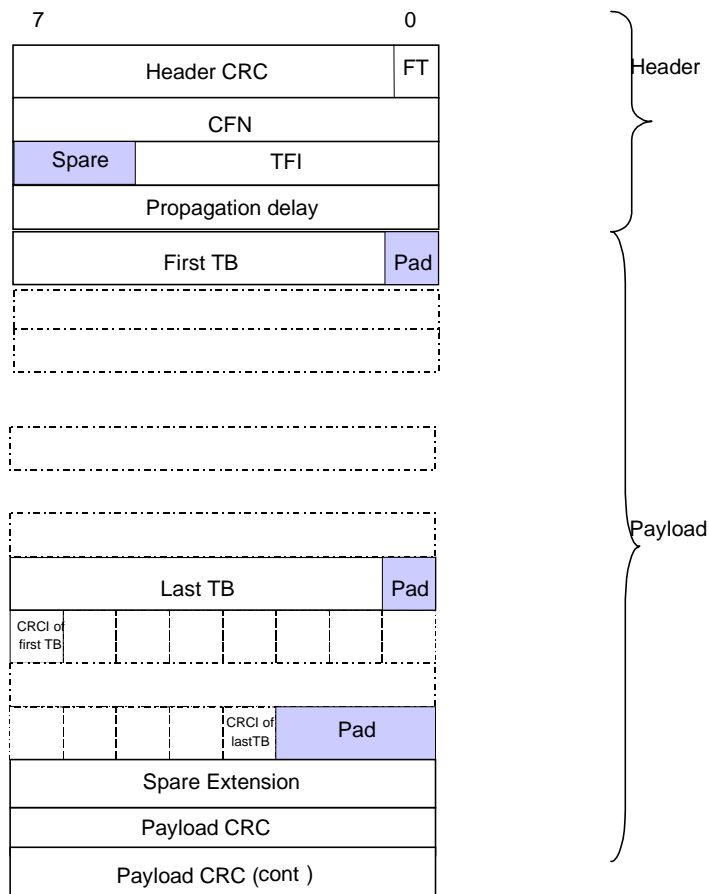 7 0
Header CRC FT
Header
CFN
Spare TFI
Propagation delay
First TB Pad
Payload
Last TB Pad
CRCI of
first TB
CRCI of
lastTB
Pad
Spare Extension
Payload CRC
Payload CRC (cont )